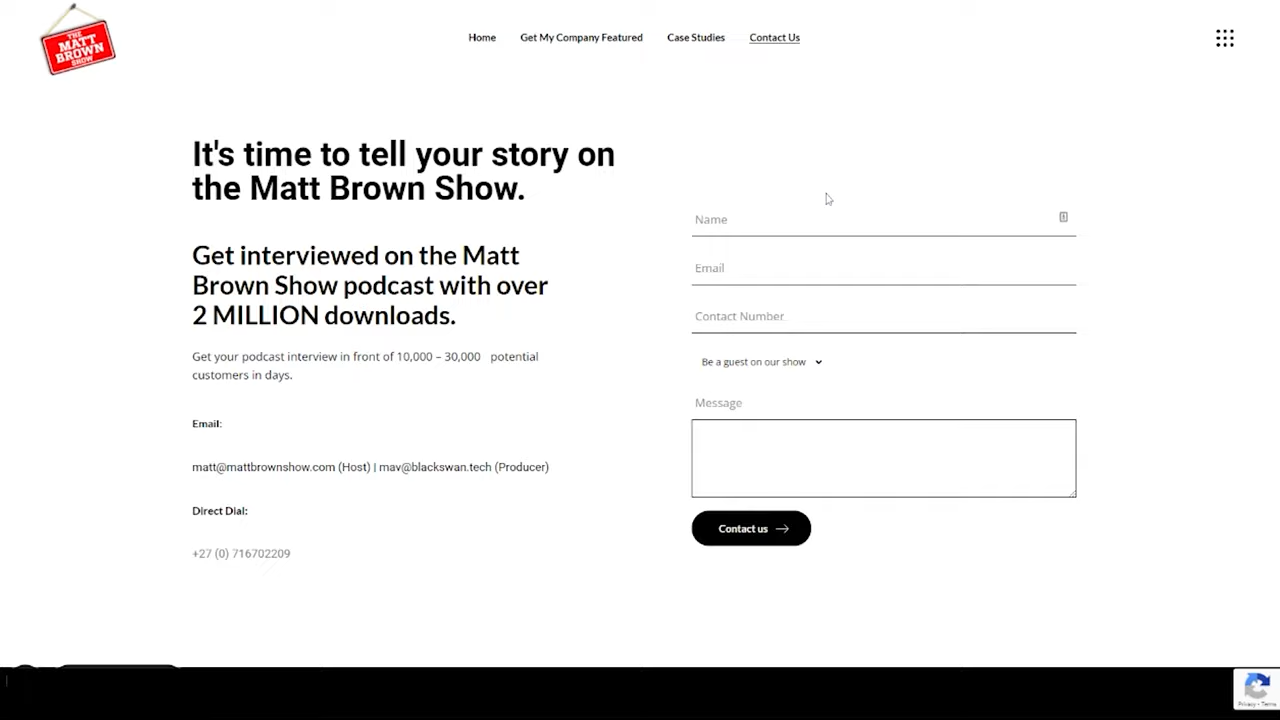 THE
MATT
BROWN
SHOW
Home
Get My Company Featured
Case Studies
Contact Us
It's time to tell your story on
the Matt Brown Show.
Get interviewed on the Matt
Brown Show podcast with over
2 MILLION downloads.
Get your podcast interview in front of 10,000 – 30,000 potential
customers in days.
Email:
matt@mattbrownshow.com (Host) | mav@blackswan.tech (Producer)
Direct Dial:
+27 (0) 716702209
Name
Email
Contact Number
Be a guest on our show
Message
Contact us
Privacy - Terms